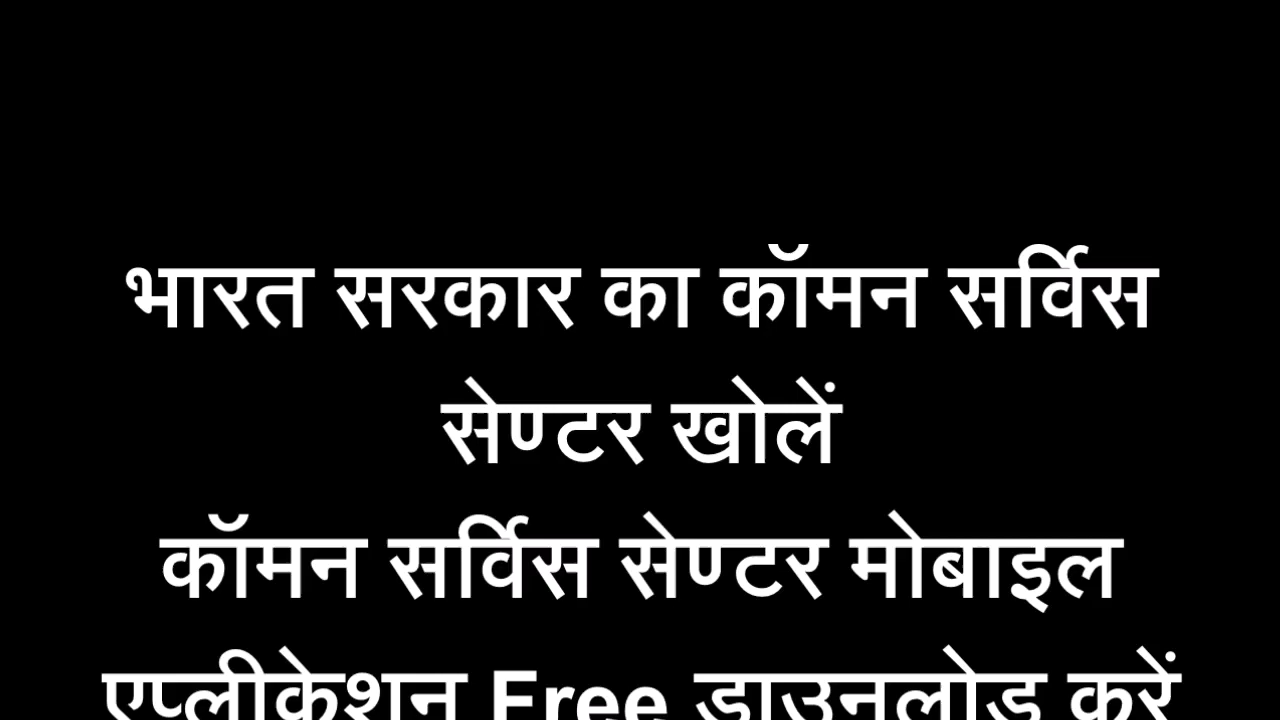 भारत सरकार का कॉमन सर्विस
सेण्टर खोलें
कॉमन सर्विस सेण्टर मोबाइल
एप्लीकेशन Free डाउनलोड करें